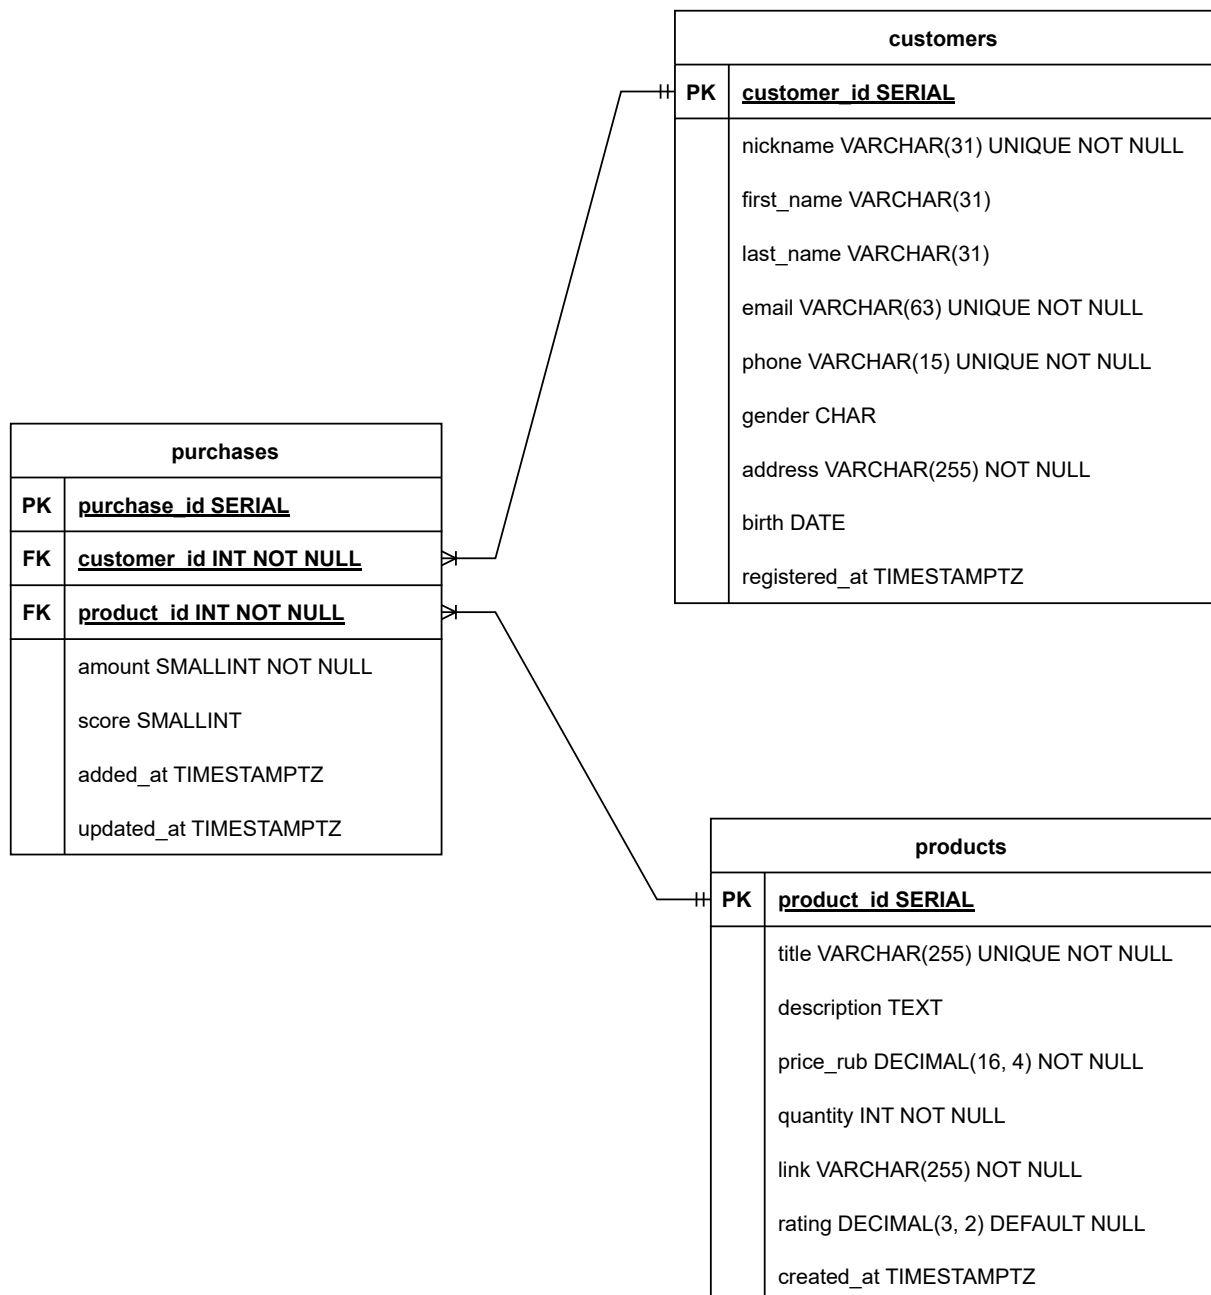 customers
PK customer_id SERIAL
nickname VARCHAR(31) UNIQUE NOT NULL
first_name VARCHAR(31)
last_name VARCHAR(31)
email VARCHAR(63) UNIQUE NOT NULL
phone VARCHAR(15) UNIQUE NOT NULL
gender CHAR
address VARCHAR(255) NOT NULL
birth DATE
registered_at TIMESTAMPTZ
purchases
PK purchase_id SERIAL
FK customer_id INT NOT NULL
FK product_id INT NOT NULL
amount SMALLINT NOT NULL
score SMALLINT
added_at TIMESTAMPTZ
updated_at TIMESTAMPTZ
products
PK product_id SERIAL
title VARCHAR(255) UNIQUE NOT NULL
description TEXT
price_rub DECIMAL(16, 4) NOT NULL
quantity INT NOT NULL
link VARCHAR(255) NOT NULL
rating DECIMAL(3, 2) DEFAULT NULL
created_at TIMESTAMPTZ